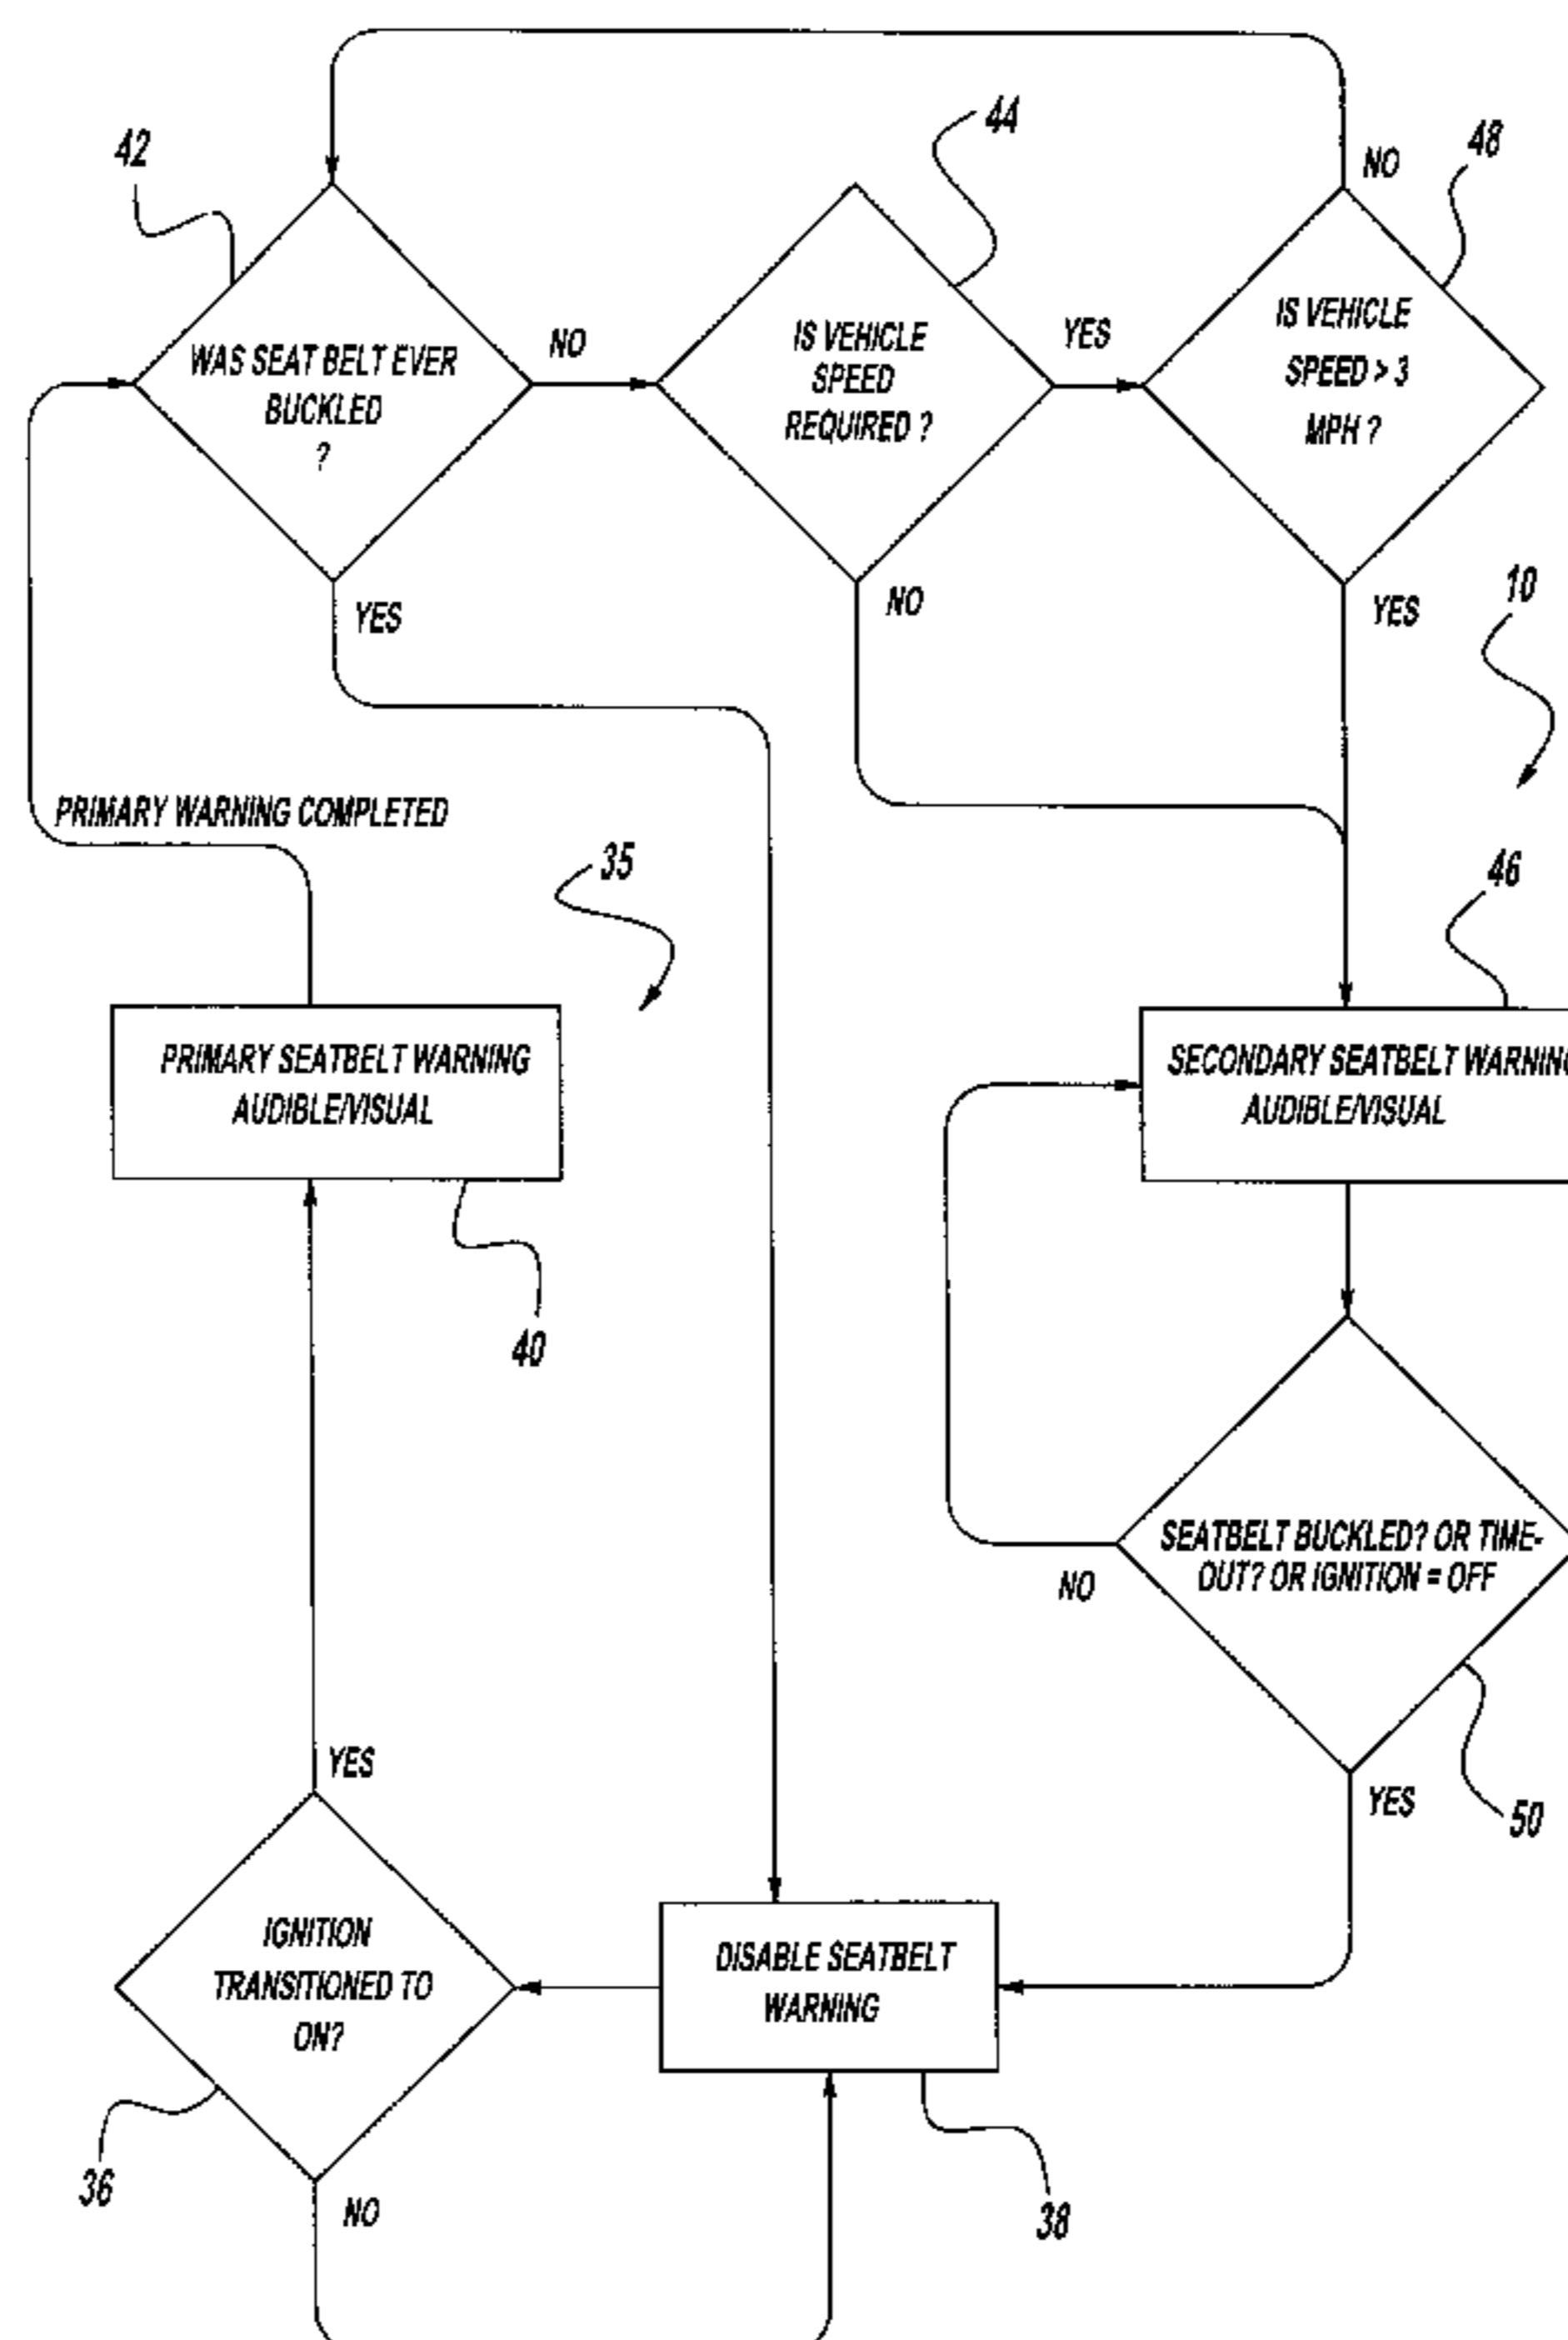 42
44
48
NO
WAS SEAT BELT EVER
BUCKLED
?
NO
IS VEHICLE
SPEED
REQUIRED ?
YES
IS VEHICLE
SPEED > 3
MPH ?
YES
NO
YES
10
PRIMARY WARNING COMPLETED
35
46
PRIMARY SEATBELT WARNING
AUDIBLE/VISUAL
SECONDARY SEATBELT WARNING
AUDIBLE/VISUAL
40
SEATBELT BUCKLED? OR TIME-
OUT? OR IGNITION = OFF
NO
YES
YES
50
IGNITION
TRANSITIONED TO
ON?
DISABLE SEATBELT
WARNING
36
NO
38